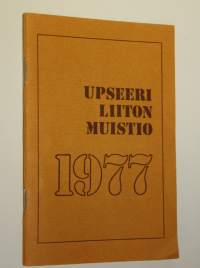 UPSEERI
LIITON
MUISTIO
1977